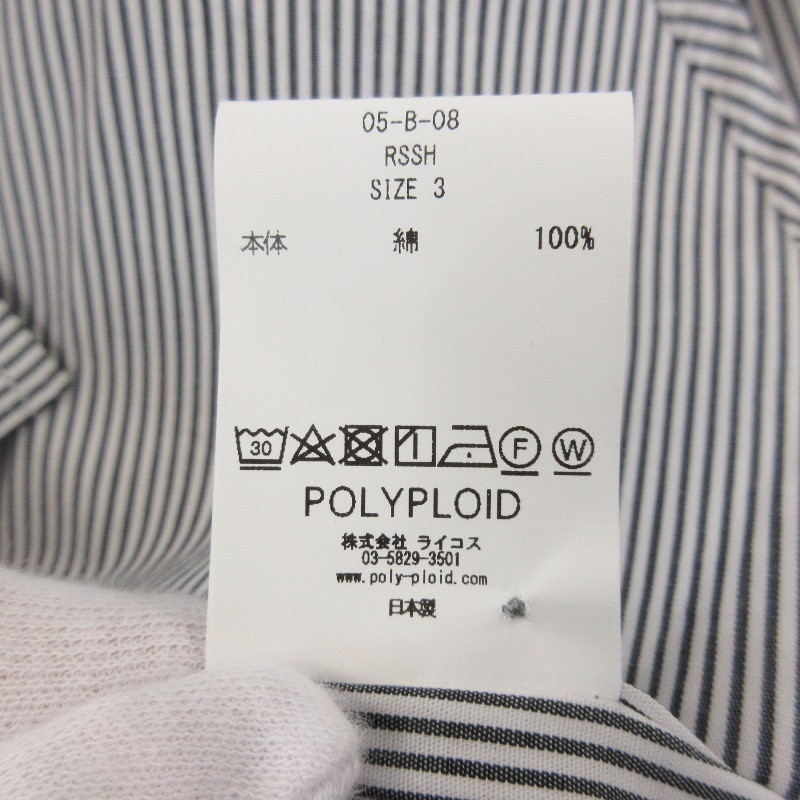 05-B-08
RSSH
SIZE 3
本体 綿 100%
30 F W
POLYPLOID
株式会社 ライコス
03-5829-3501
www.poly-ploid.com
日本製